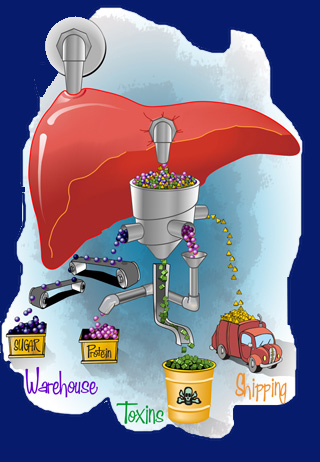 SUGAR
Protein
Warehouse
Toxins
Shipping